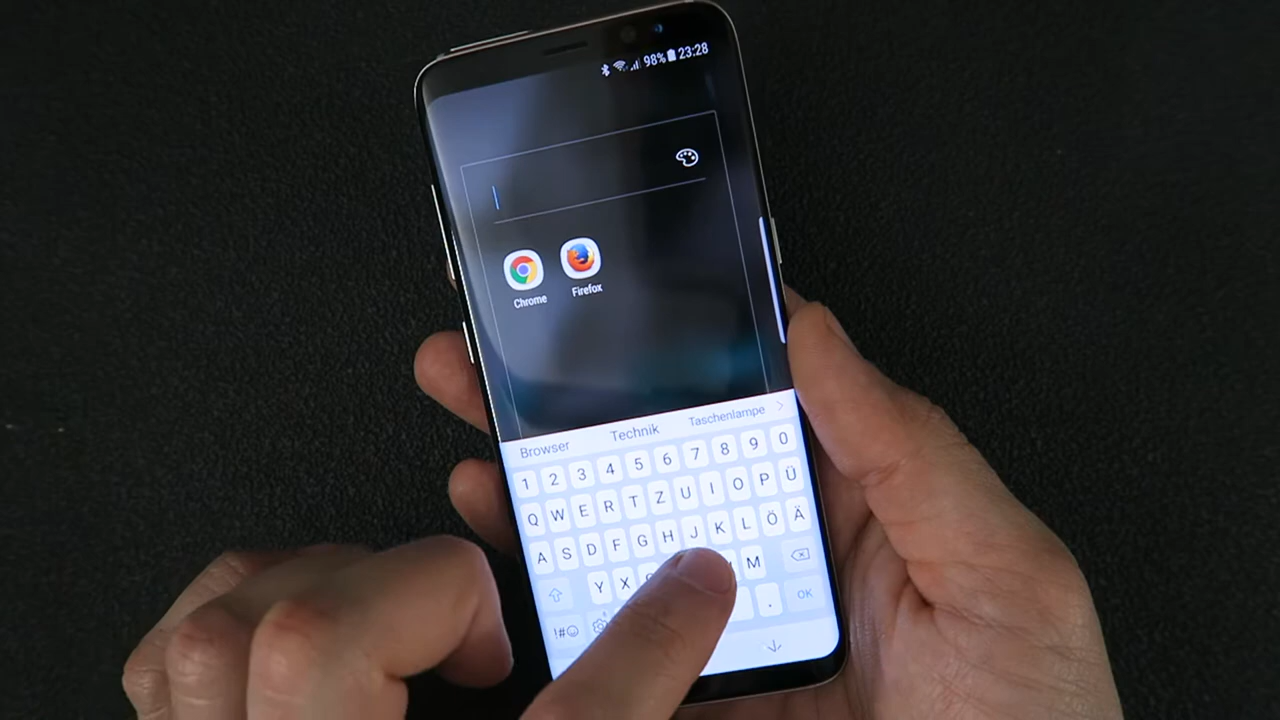 98% 23:28
Chrome Firefox
Browser Technik Taschenlampe
1 2 3 4 5 6 7 8 9 0
Q W E R T Z U I O P Ü
A S D F G H J K L Ö Ä
Y X M
!#☺ . OK